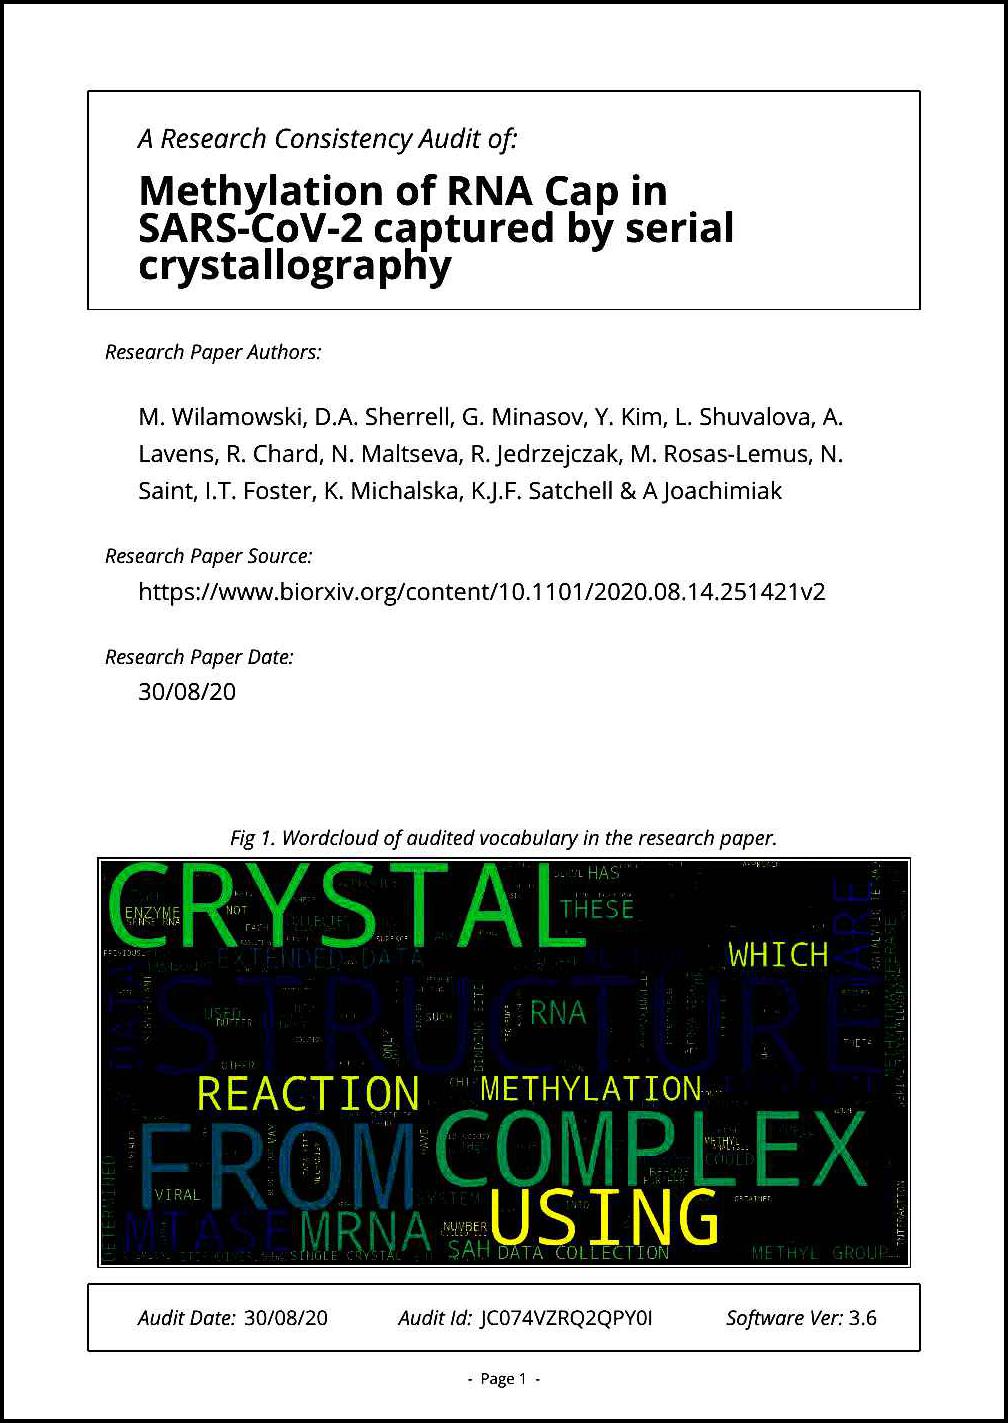 A Research Consistency Audit of:
Methylation of RNA Cap in
SARS-CoV-2 captured by serial
crystallography
Research Paper Authors:
M. Wilamowski, D.A. Sherrell, G. Minasov, Y. Kim, L. Shuvalova, A.
Lavens, R. Chard, N. Maltseva, R. Jedrzejczak, M. Rosas-Lemus, N.
Saint, I.T. Foster, K. Michalska, K.J.F. Satchell & A Joachimiak
Research Paper Source:
https://www.biorxiv.org/content/10.1101/2020.08.14.251421v2
Research Paper Date:
30/08/20
Fig 1. Wordcloud of audited vocabulary in the research paper.
CRYSTAL
HAS
THESE
ENZYME
NOT
WHICH
EXTENDED DATA
STRUCTURE
USED
SUCH
RNA
REACTION
METHYLATION
FROM
COMPLEX
COULD
VIRAL
SYSTEM
USING
MTASE
MRNA
NUMBER
SAH
DATA COLLECTION
SINGLE CRYSTAL
METHYL GROUP
DETERMINED
Audit Date: 30/08/20 Audit Id: JC074VZRQ2QPY0I Software Ver: 3.6
- Page 1 -